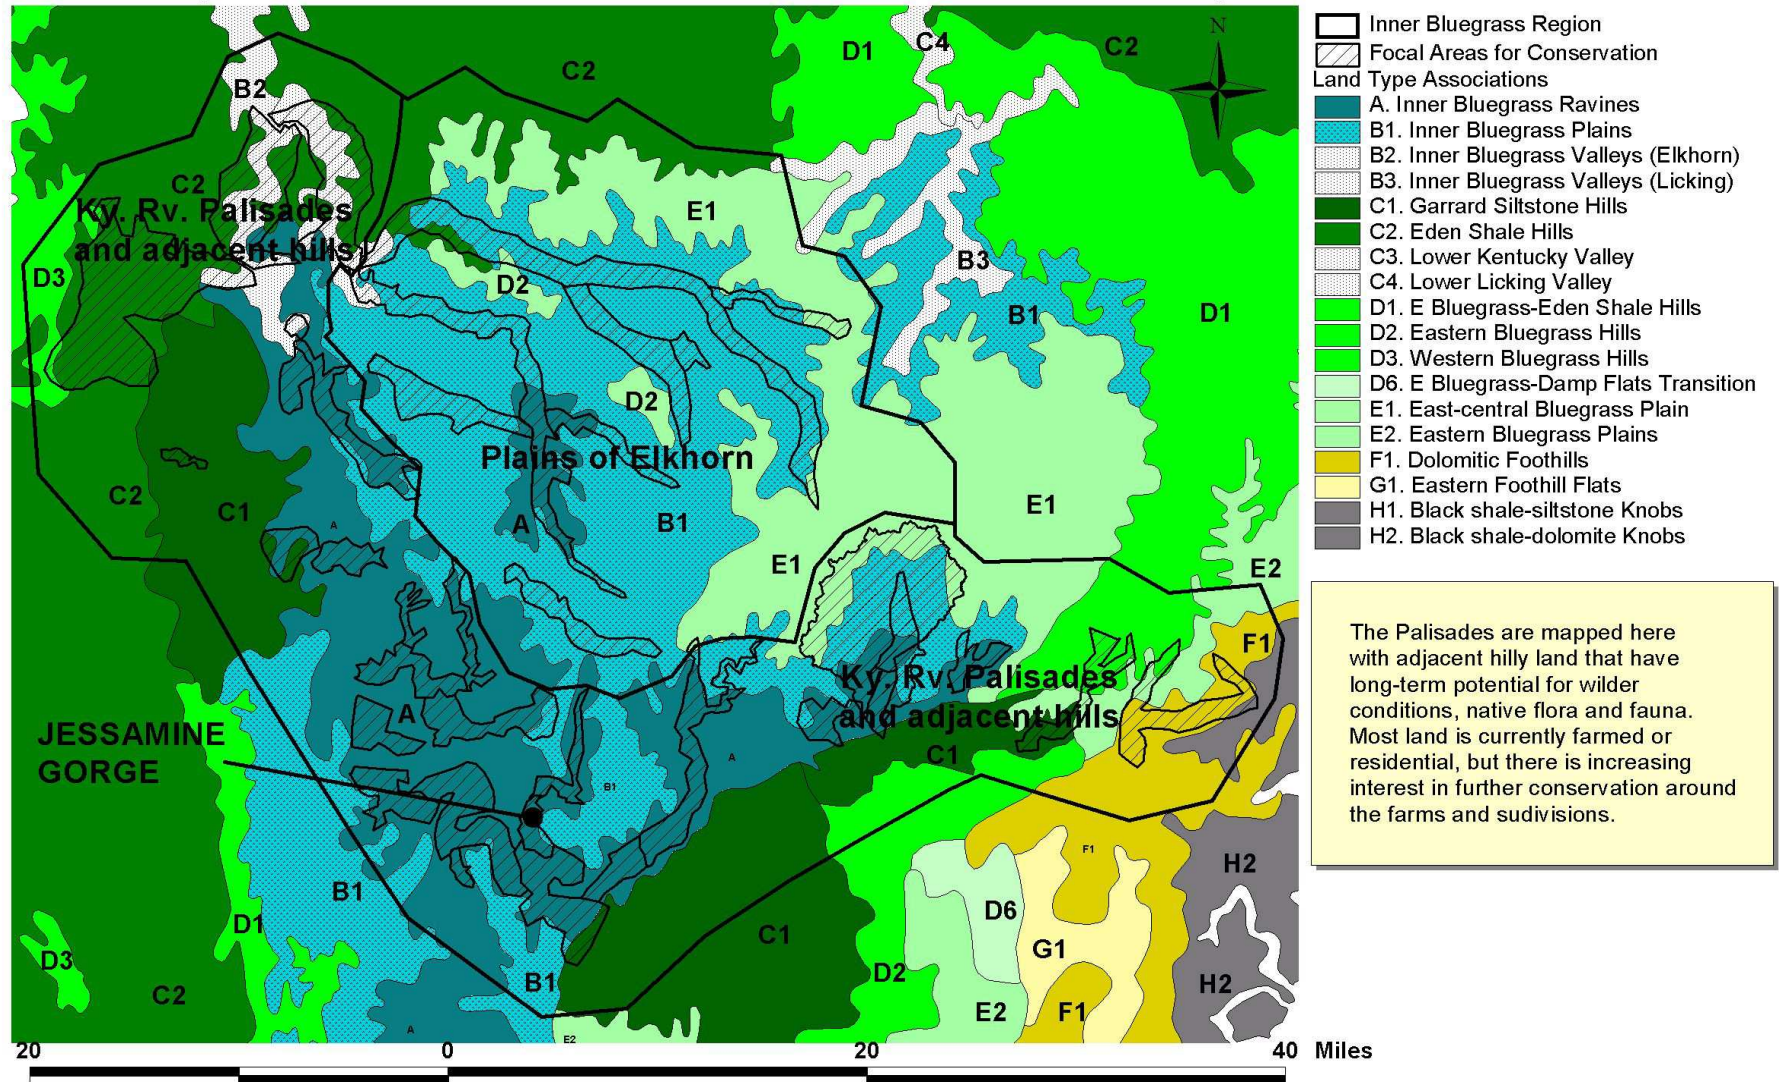 N
D1
C4
C2
C2
B2
C2
Ky. Rv. Palisades
and adjacent hills
E1
D3
D2
B3
B1
D1
D2
Plains of Elkhorn
C2
C1
A
A
B1
E1
E1
E2
F1
Ky. Rv. Palisades
and adjacent hills
A
C1
A
JESSAMINE
GORGE
B1
F1
H2
B1
D6
D1
C1
G1
D3
D2
H2
C2
B1
E2
F1
A
E2
20
0
20
40
Miles
Inner Bluegrass Region
Focal Areas for Conservation
Land Type Associations
A. Inner Bluegrass Ravines
B1. Inner Bluegrass Plains
B2. Inner Bluegrass Valleys (Elkhorn)
B3. Inner Bluegrass Valleys (Licking)
C1. Garrard Siltstone Hills
C2. Eden Shale Hills
C3. Lower Kentucky Valley
C4. Lower Licking Valley
D1. E Bluegrass-Eden Shale Hills
D2. Eastern Bluegrass Hills
D3. Western Bluegrass Hills
D6. E Bluegrass-Damp Flats Transition
E1. East-central Bluegrass Plain
E2. Eastern Bluegrass Plains
F1. Dolomitic Foothills
G1. Eastern Foothill Flats
H1. Black shale-siltstone Knobs
H2. Black shale-dolomite Knobs
The Palisades are mapped here
with adjacent hilly land that have
long-term potential for wilder
conditions, native flora and fauna.
Most land is currently farmed or
residential, but there is increasing
interest in further conservation around
the farms and sudivisions.